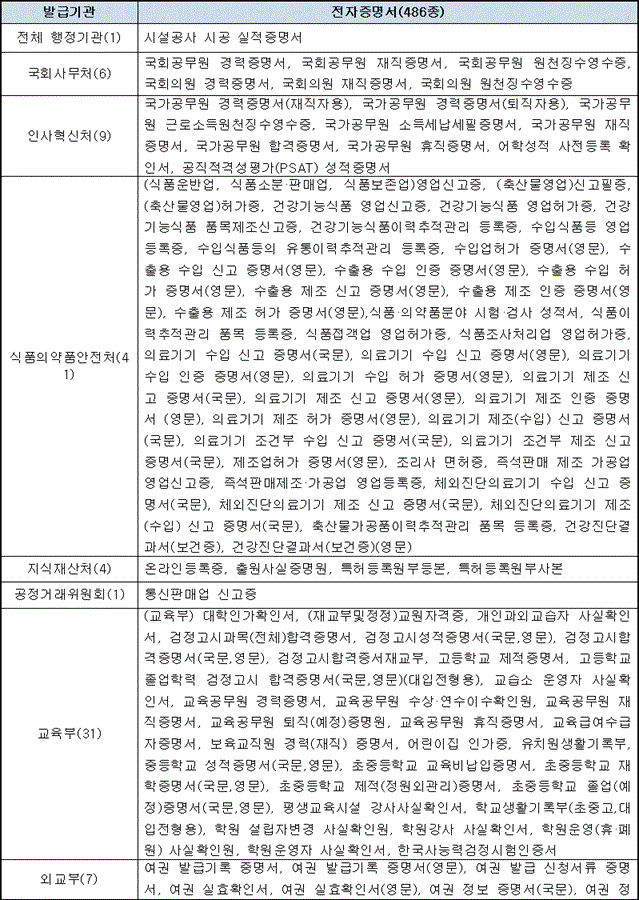 발급기관
전자증명서(486종)
전체 행정기관(1)
시설공사 시공 실적증명서
국회사무처(6)
국회공무원 경력증명서, 국회공무원 재직증명서, 국회공무원 원천징수영수증,
국회의원 경력증명서, 국회의원 재직증명서, 국회의원 원천징수영수증
인사혁신처(9)
국가공무원 경력증명서(재직자용), 국가공무원 경력증명서(퇴직자용), 국가공무
원 근로소득원천징수영수증, 국가공무원 소득세납세필증명서, 국가공무원 재직
증명서, 국가공무원 합격증명서, 국가공무원 휴직증명서, 어학성적 사전등록 확
인서, 공직적격성평가(PSAT) 성적증명서
식품의약품안전처(4
1)
(식품운반업, 식품소분·판매업, 식품보존업)영업신고증, (축산물영업)신고필증,
(축산물영업)허가증, 건강기능식품 영업신고증, 건강기능식품 영업허가증, 건강
기능식품 품목제조신고증, 건강기능식품이력추적관리 등록증, 수입식품등 영업
등록증, 수입식품등의 유통이력추적관리 등록증, 수입업허가 증명서(영문), 수
출용 수입 신고 증명서(영문), 수출용 수입 인증 증명서(영문), 수출용 수입 허
가 증명서(영문), 수출용 제조 신고 증명서(영문), 수출용 제조 인증 증명서(영
문), 수출용 제조 허가 증명서(영문),식품·의약품분야 시험·검사 성적서, 식품이
력추적관리 품목 등록증, 식품접객업 영업허가증, 식품조사처리업 영업허가증,
의료기기 수입 신고 증명서(국문), 의료기기 수입 신고 증명서(영문), 의료기기
수입 인증 증명서(영문), 의료기기 수입 허가 증명서(영문), 의료기기 제조 신
고 증명서(국문), 의료기기 제조 신고 증명서(영문), 의료기기 제조 인증 증명
서 (영문), 의료기기 제조 허가 증명서(영문), 의료기기 제조(수입) 신고 증명서
(국문), 의료기기 조건부 수입 신고 증명서(국문), 의료기기 조건부 제조 신고
증명서(국문), 제조업허가 증명서(영문), 조리사 면허증, 즉석판매 제조 가공업
영업신고증, 즉석판매제조·가공업 영업등록증, 체외진단의료기기 수입 신고 증
명서(국문), 체외진단의료기기 제조 신고 증명서(국문), 체외진단의료기기 제조
(수입) 신고 증명서(국문), 축산물가공품이력추적관리 품목 등록증, 건강진단결
과서(보건증), 건강진단결과서(보건증)(영문)
지식재산처(4)
온라인등록증, 출원사실증명원, 특허등록원부등본, 특허등록원부사본
공정거래위원회(1)
통신판매업 신고증
교육부(31)
(교육부) 대학인가확인서, (재교부및정정)교원자격증, 개인과외교습자 사실확인
서, 검정고시과목(전체)합격증명서, 검정고시성적증명서(국문,영문), 검정고시합
격증명서(국문,영문), 검정고시합격증서재교부, 고등학교 제적증명서, 고등학교
졸업학력 검정고시 합격증명서(국문,영문)(대입전형용), 교습소 운영자 사실확
인서, 교육공무원 경력증명서, 교육공무원 수상·연수이수확인원, 교육공무원 재
직증명서, 교육공무원 퇴직(예정)증명원, 교육공무원 휴직증명서, 교육급여수급
자증명서, 보육교직원 경력(재직) 증명서, 어린이집 인가증, 유치원생활기록부,
중등학교 성적증명서(국문,영문), 초중등학교 교육비납입증명서, 초중등학교 재
학증명서(국문,영문), 초중등학교 제적(정원외관리)증명서, 초중등학교 졸업(예
정)증명서(국문,영문), 평생교육시설 강사사실확인서, 학교생활기록부(초중고,대
입전형용), 학원 설립자변경 사실확인원, 학원강사 사실확인서, 학원운영(휴·폐
원) 사실확인원, 학원운영자 사실확인서, 한국사능력검정시험인증서
외교부(7)
여권 발급기록 증명서, 여권 발급기록 증명서(영문), 여권 발급 신청서류 증명
서, 여권 실효확인서, 여권 실효확인서(영문), 여권 정보 증명서(국문), 여권 정